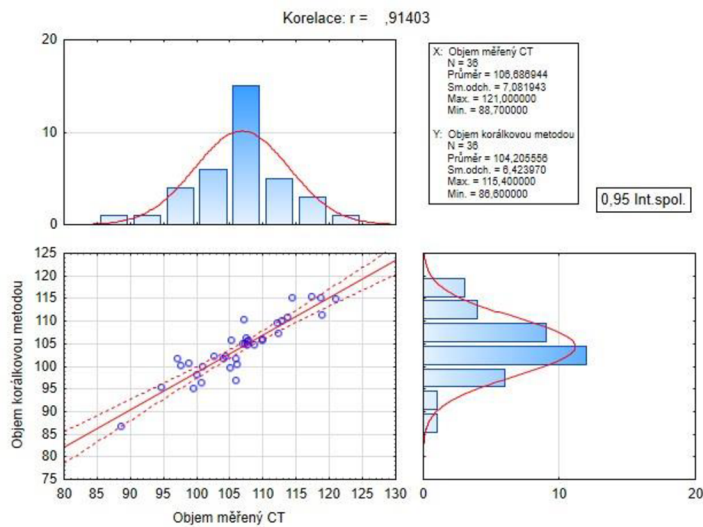 Korelace: r = ,91403
20
10
0
X: Objem měřený CT
N = 36
Průměr = 106,686944
Sm.odch. = 7,081943
Max. = 121,000000
Min. = 88,700000
Y: Objem korálkovou metodou
N = 36
Průměr = 104,205556
Sm.odch. = 6,423970
Max. = 115,400000
Min. = 86,600000
0,95 Int.spol.
Objem korálkovou metodou
125
120
115
110
105
100
95
90
85
80
75
80 85 90 95 100 105 110 115 120 125 130
Objem měřený CT
0 10 20